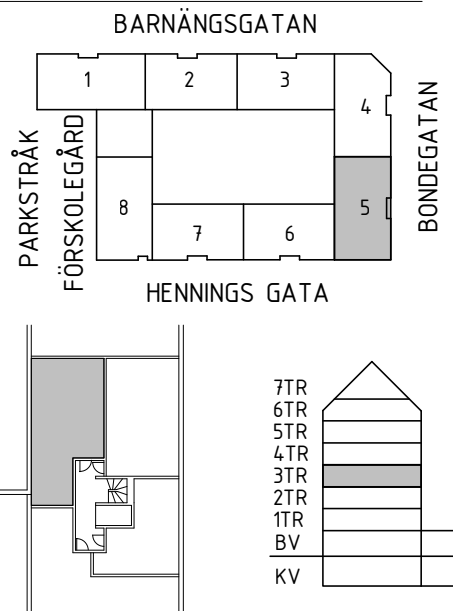 BARNÄNGSGATAN
1 2 3
4
PARKSTRÅK
FÖRSKOLEGÅRD
BONDEGATAN
8
5
7 6
HENNINGS GATA
7TR
6TR
5TR
4TR
3TR
2TR
1TR
BV
KV